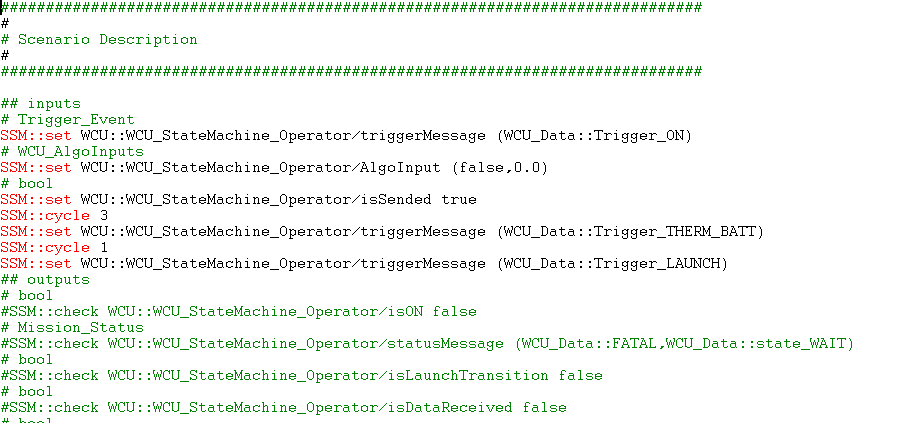 ##############################################################################
#
# Scenario Description
#
##############################################################################
## inputs
# Trigger_Event
SSM::set WCU::WCU_StateMachine_Operator/triggerMessage (WCU_Data::Trigger_ON)
# WCU_AlgoInputs
SSM::set WCU::WCU_StateMachine_Operator/AlgoInput (false,0.0)
# bool
SSM::set WCU::WCU_StateMachine_Operator/isSended true
SSM::cycle 3
SSM::set WCU::WCU_StateMachine_Operator/triggerMessage (WCU_Data::Trigger_THERM_BATT)
SSM::cycle 1
SSM::set WCU::WCU_StateMachine_Operator/triggerMessage (WCU_Data::Trigger_LAUNCH)
## outputs
# bool
#SSM::check WCU::WCU_StateMachine_Operator/isON false
# Mission_Status
#SSM::check WCU::WCU_StateMachine_Operator/statusMessage (WCU_Data::FATAL,WCU_Data::state_WAIT)
# bool
#SSM::check WCU::WCU_StateMachine_Operator/isLaunchTransition false
# bool
#SSM::check WCU::WCU_StateMachine_Operator/isDataReceived false
# bool